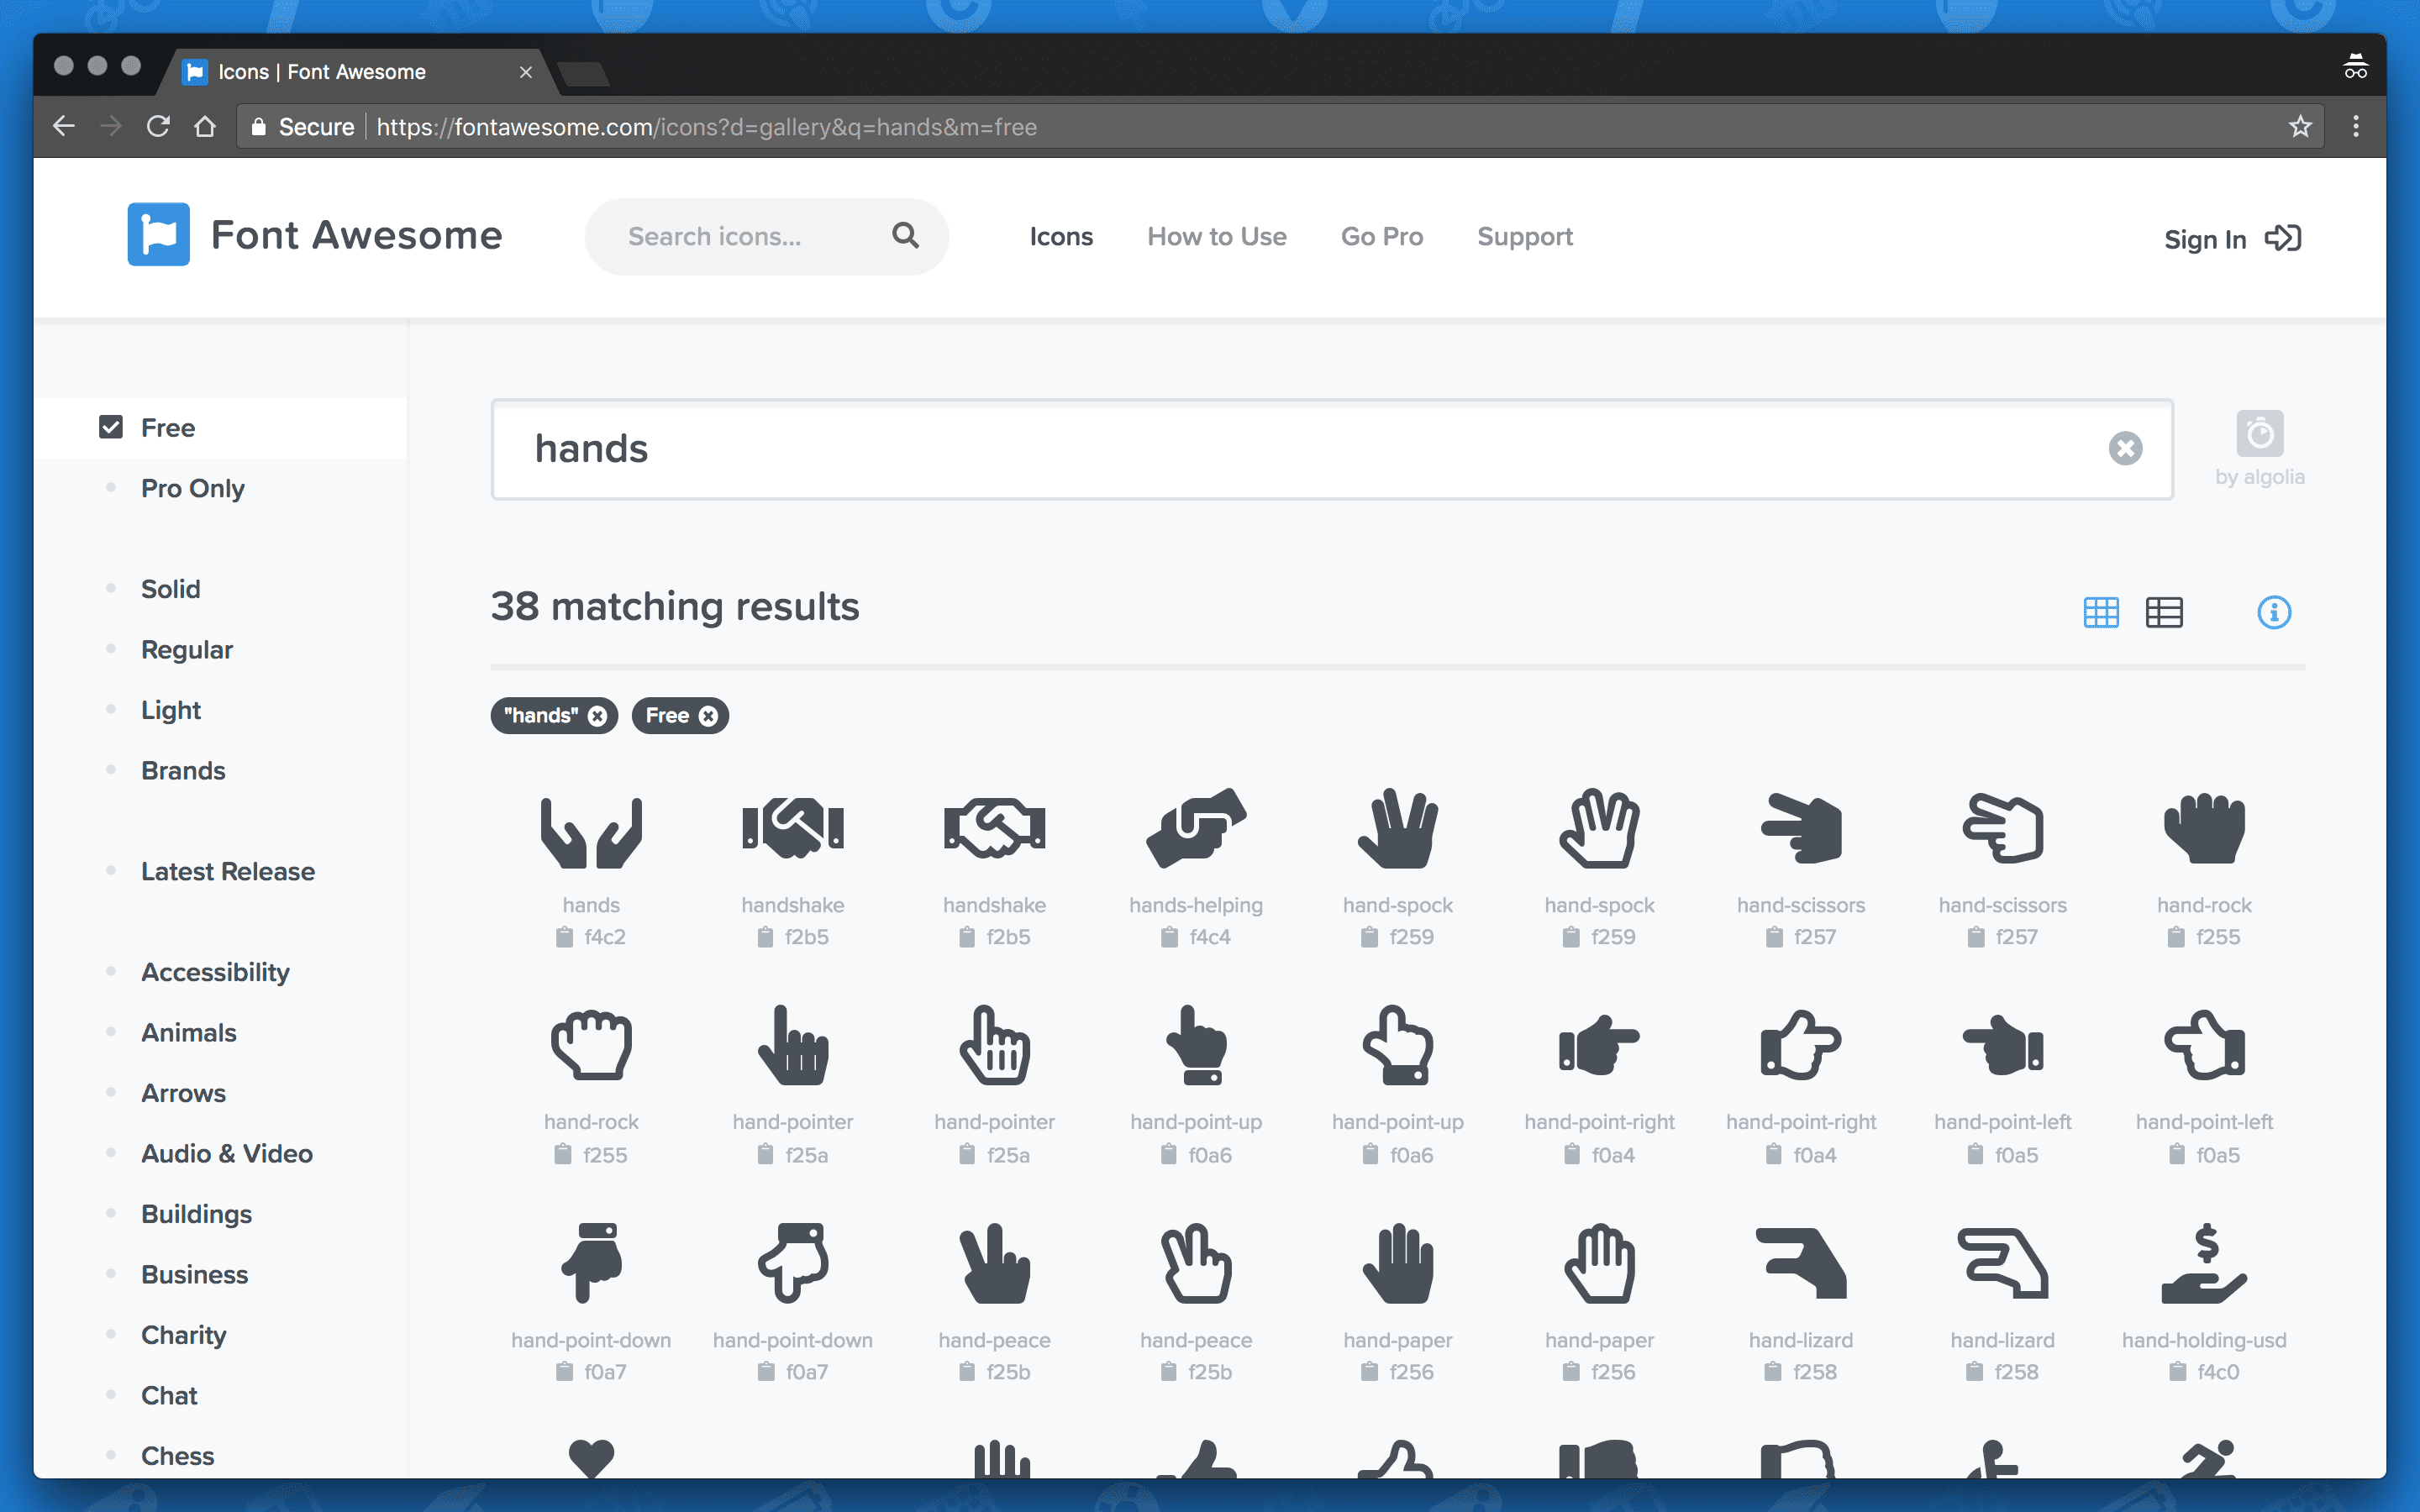 Icons | Font Awesome
Secure https://fontawesome.com/icons?d=gallery&q=hands&m=free
Font Awesome
Search icons...
Icons How to Use Go Pro Support
Sign In
Free
Pro Only
Solid
Regular
Light
Brands
Latest Release
Accessibility
Animals
Arrows
Audio & Video
Buildings
Business
Charity
Chat
Chess
hands
by algolia
38 matching results
"hands" Free
hands handshake handshake hands-helping hand-spock hand-spock hand-scissors hand-scissors hand-rock
f4c2 f2b5 f2b5 f4c4 f259 f259 f257 f257 f255
hand-rock hand-pointer hand-pointer hand-point-up hand-point-up hand-point-right hand-point-right hand-point-left hand-point-left
f255 f25a f25a f0a6 f0a6 f0a4 f0a4 f0a5 f0a5
$
hand-point-down hand-point-down hand-peace hand-peace hand-paper hand-paper hand-lizard hand-lizard hand-holding-usd
f0a7 f0a7 f25b f25b f256 f256 f258 f258 f4c0